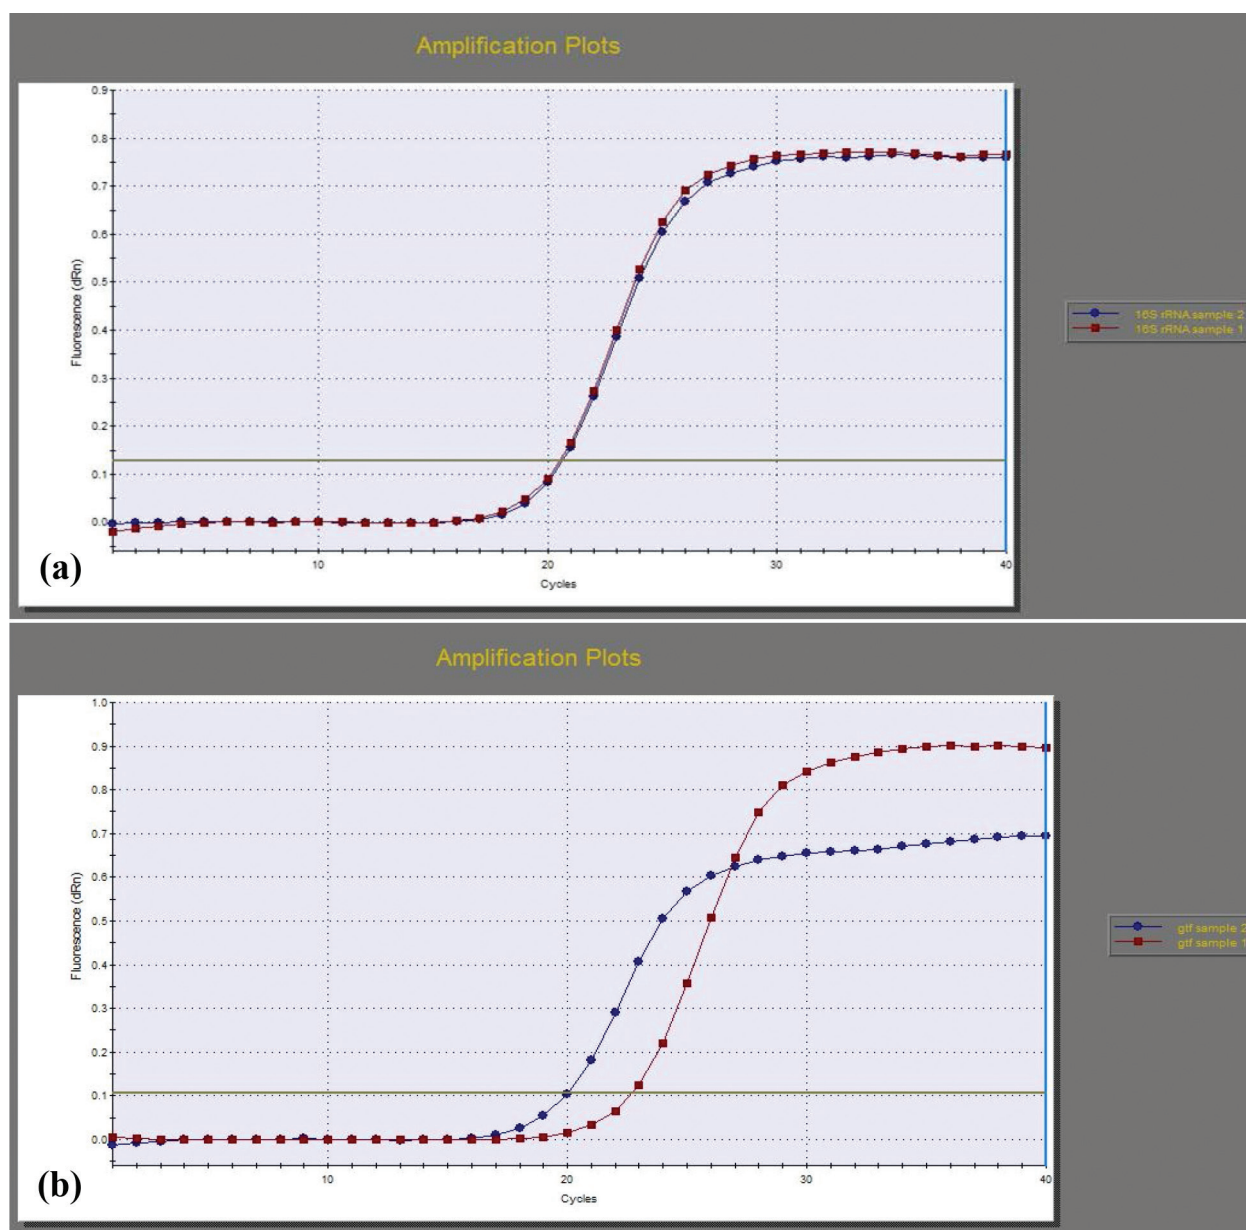 Amplification Plots
0.9
0.8
0.7
0.6
0.5
0.4
0.3
0.2
0.1
0.0
Fluorescence (dRn)
10
20
30
40
Cycles
16S rRNA sample 2
16S rRNA sample 1
(a)
Amplification Plots
1.0
0.9
0.8
0.7
0.6
0.5
0.4
0.3
0.2
0.1
0.0
Fluorescence (dRn)
10
20
30
40
Cycles
gtf sample 2
gtf sample 1
(b)